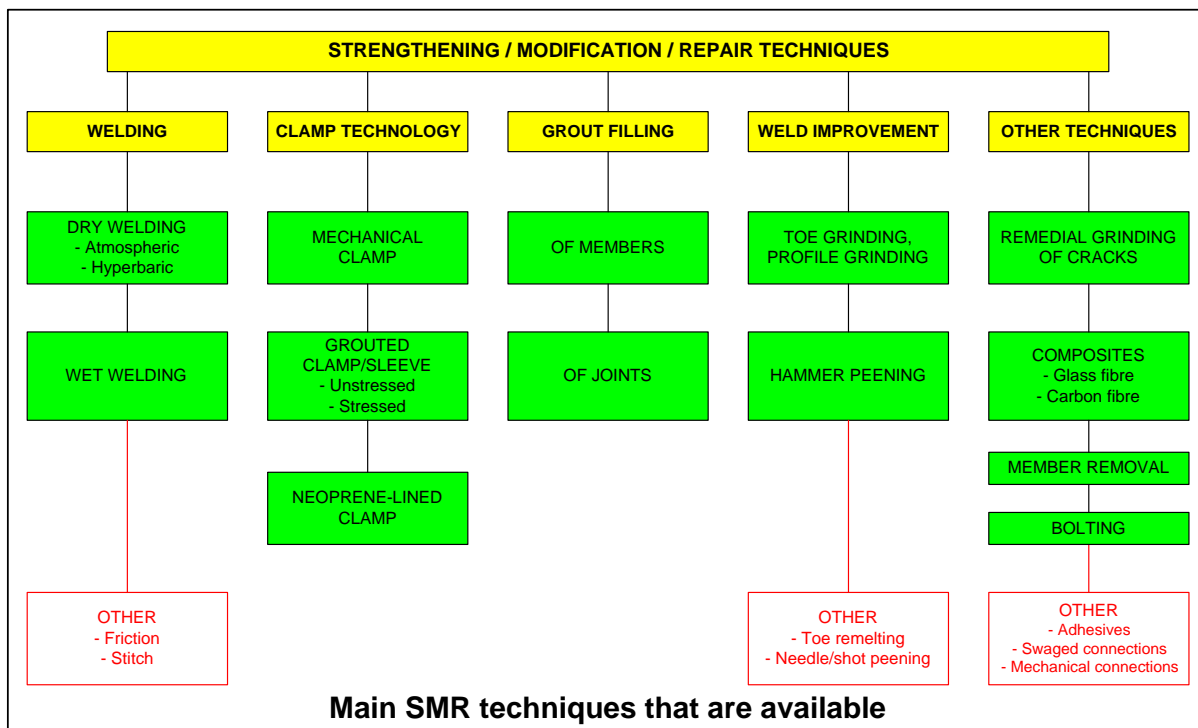 STRENGTHENING / MODIFICATION / REPAIR TECHNIQUES
WELDING
CLAMP TECHNOLOGY
GROUT FILLING
WELD IMPROVEMENT
OTHER TECHNIQUES
DRY WELDING
- Atmospheric
- Hyperbaric
MECHANICAL
CLAMP
OF MEMBERS
TOE GRINDING,
PROFILE GRINDING
REMEDIAL GRINDING
OF CRACKS
WET WELDING
GROUTED
CLAMP/SLEEVE
- Unstressed
- Stressed
OF JOINTS
HAMMER PEENING
COMPOSITES
- Glass fibre
- Carbon fibre
NEOPRENE-LINED
CLAMP
MEMBER REMOVAL
BOLTING
OTHER
- Friction
- Stitch
OTHER
- Toe remelting
- Needle/shot peening
OTHER
- Adhesives
- Swaged connections
- Mechanical connections
Main SMR techniques that are available